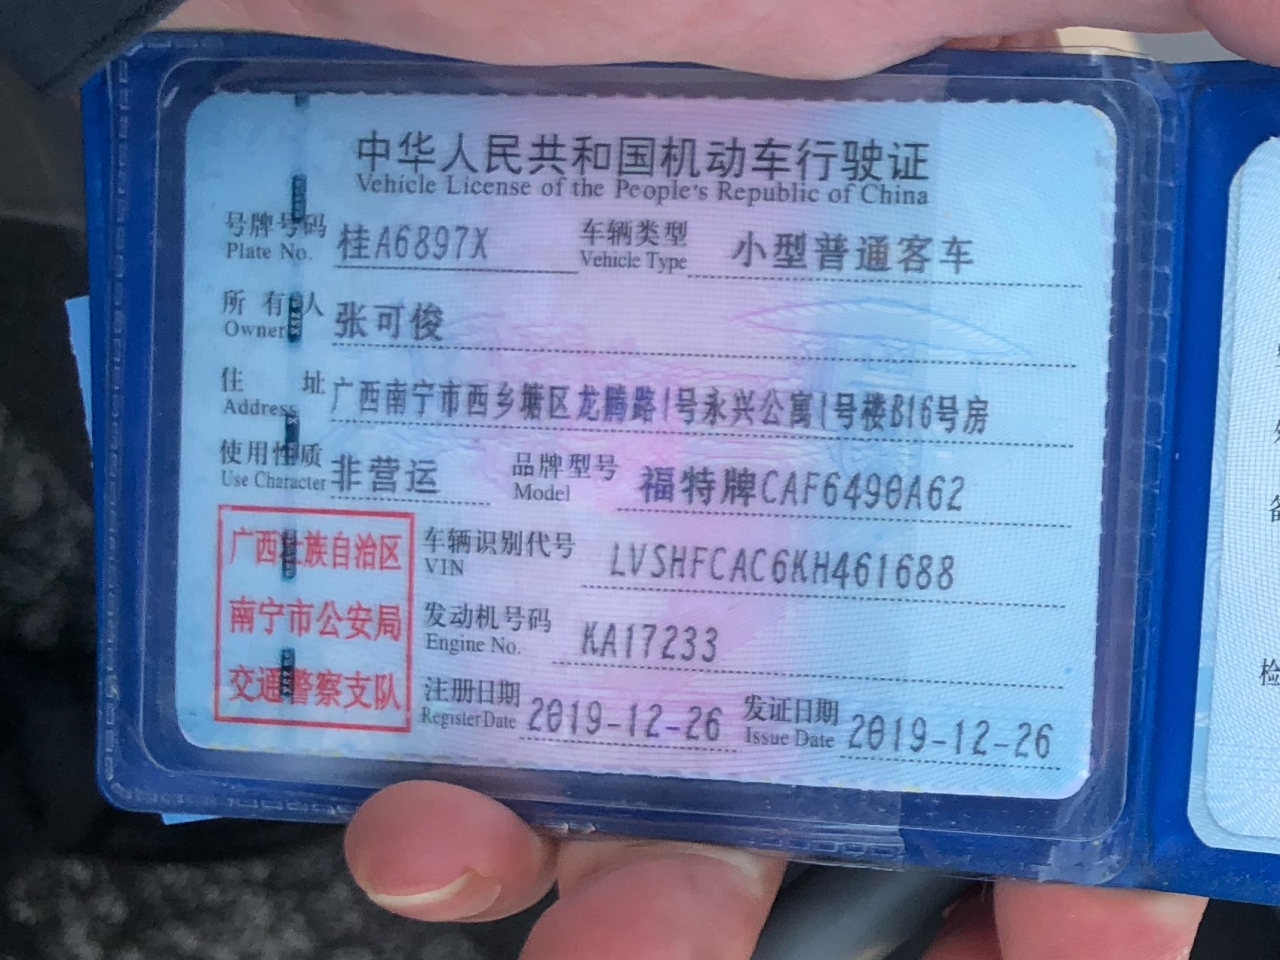 中华人民共和国机动车行驶证
Vehicle License of the People's Republic of China
号牌号码 桂A6897X 车辆类型 小型普通客车
Plate No. Vehicle Type
所有人 张可俊
Owner
住址 广西南宁市西乡塘区龙腾路1号永兴公寓1号楼B16号房
Address
使用性质 非营运 品牌型号 福特牌CAF6490A62
Use Character Model
广西壮族自治区
南宁市公安局
交通警察支队
车辆识别代号 LVSHFCAC6KH461688
VIN
发动机号码 KA17233
Engine No.
注册日期 2019-12-26 发证日期 2019-12-26
Register Date Issue Date
检